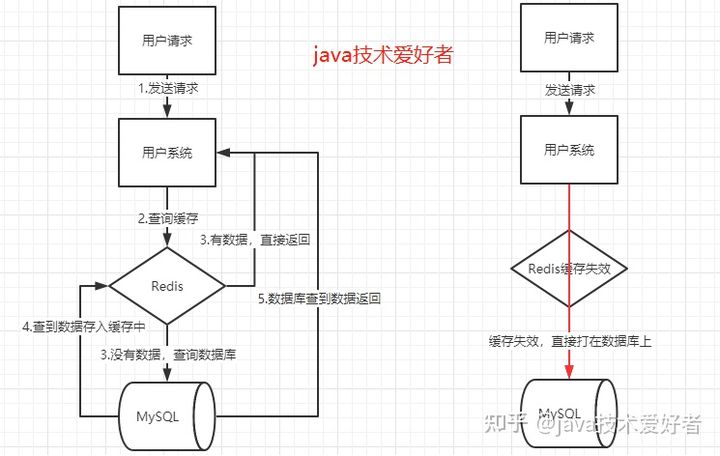 用户请求
java技术爱好者
用户请求
1.发送请求
发送请求
用户系统
用户系统
2.查询缓存
3.有数据，直接返回
Redis
Redis缓存失效
5.数据库查到数据返回
4.查到数据存入缓存中
3.没有数据，查询数据库
缓存失效，直接打在数据库上
MySQL
MySQL
知乎 @java技术爱好者